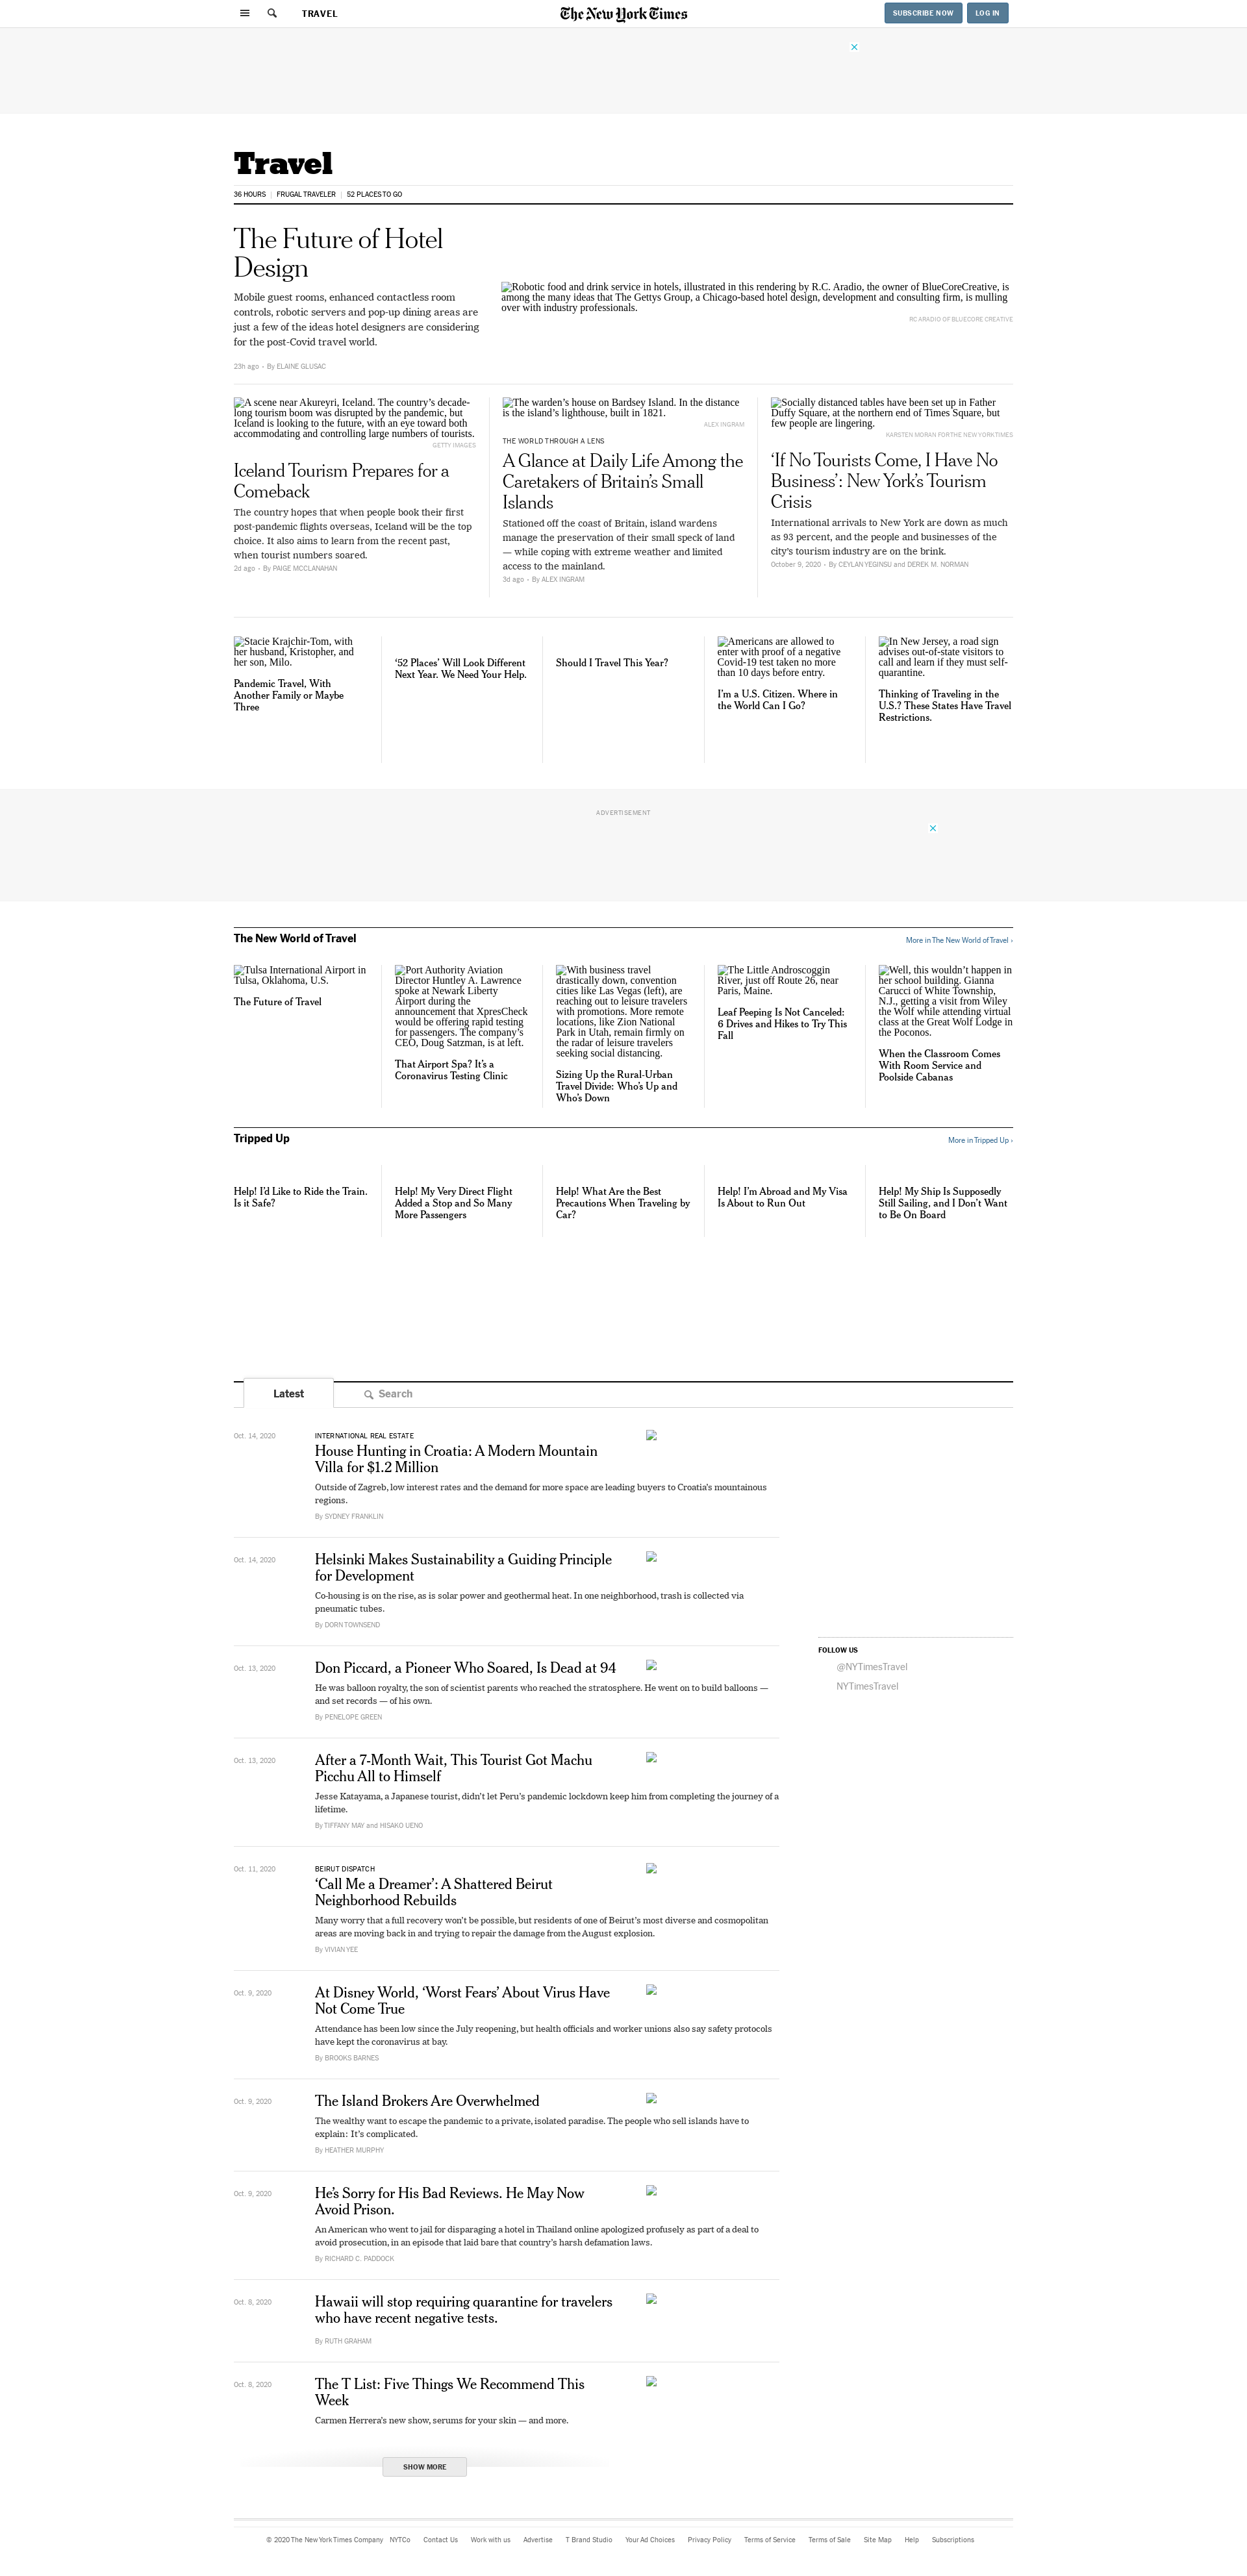 TRAVEL
The New York Times
SUBSCRIBE NOW
LOG IN
Travel
36 HOURS
FRUGAL TRAVELER
52 PLACES TO GO
The Future of Hotel
Design
Mobile guest rooms, enhanced contactless room
controls, robotic servers and pop-up dining areas are
just a few of the ideas hotel designers are considering
for the post-Covid travel world.
23h ago • By ELAINE GLUSAC
Robotic food and drink service in hotels, illustrated in this rendering by R.C. Aradio, the owner of BlueCoreCreative, is
among the many ideas that The Gettys Group, a Chicago-based hotel design, development and consulting firm, is mulling
over with industry professionals.
RC ARADIO OF BLUECORE CREATIVE
A scene near Akureyri, Iceland. The country’s decade-
long tourism boom was disrupted by the pandemic, but
Iceland is looking to the future, with an eye toward both
accommodating and controlling large numbers of tourists.
GETTY IMAGES
Iceland Tourism Prepares for a
Comeback
The country hopes that when people book their first
post-pandemic flights overseas, Iceland will be the top
choice. It also aims to learn from the recent past,
when tourist numbers soared.
2d ago • By PAIGE MCCLANAHAN
The warden’s house on Bardsey Island. In the distance
is the island’s lighthouse, built in 1821.
ALEX INGRAM
THE WORLD THROUGH A LENS
A Glance at Daily Life Among the
Caretakers of Britain’s Small
Islands
Stationed off the coast of Britain, island wardens
manage the preservation of their small speck of land
— while coping with extreme weather and limited
access to the mainland.
3d ago • By ALEX INGRAM
Socially distanced tables have been set up in Father
Duffy Square, at the northern end of Times Square, but
few people are lingering.
KARSTEN MORAN FOR THE NEW YORK TIMES
‘If No Tourists Come, I Have No
Business’: New York’s Tourism
Crisis
International arrivals to New York are down as much
as 93 percent, and the people and businesses of the
city’s tourism industry are on the brink.
October 9, 2020 • By CEYLAN YEGINSU and DEREK M. NORMAN
Stacie Krajchir-Tom, with
her husband, Kristopher, and
her son, Milo.
Pandemic Travel, With
Another Family or Maybe
Three
‘52 Places’ Will Look Different
Next Year. We Need Your Help.
Should I Travel This Year?
Americans are allowed to
enter with proof of a negative
Covid-19 test taken no more
than 10 days before entry.
I’m a U.S. Citizen. Where in
the World Can I Go?
In New Jersey, a road sign
advises out-of-state visitors to
call and learn if they must self-
quarantine.
Thinking of Traveling in the
U.S.? These States Have Travel
Restrictions.
ADVERTISEMENT
The New World of Travel
More in The New World of Travel ›
Tulsa International Airport in
Tulsa, Oklahoma, U.S.
The Future of Travel
Port Authority Aviation
Director Huntley A. Lawrence
spoke at Newark Liberty
Airport during the
announcement that XpresCheck
would be offering rapid testing
for passengers. The company’s
CEO, Doug Satzman, is at left.
That Airport Spa? It’s a
Coronavirus Testing Clinic
With business travel
drastically down, convention
cities like Las Vegas (left), are
reaching out to leisure travelers
with promotions. More remote
locations, like Zion National
Park in Utah, remain firmly on
the radar of leisure travelers
seeking social distancing.
Sizing Up the Rural-Urban
Travel Divide: Who’s Up and
Who’s Down
The Little Androscoggin
River, just off Route 26, near
Paris, Maine.
Leaf Peeping Is Not Canceled:
6 Drives and Hikes to Try This
Fall
Well, this wouldn’t happen in
her school building. Gianna
Carucci of White Township,
N.J., getting a visit from Wiley
the Wolf while attending virtual
class at the Great Wolf Lodge in
the Poconos.
When the Classroom Comes
With Room Service and
Poolside Cabanas
Tripped Up
More in Tripped Up ›
Help! I’d Like to Ride the Train.
Is it Safe?
Help! My Very Direct Flight
Added a Stop and So Many
More Passengers
Help! What Are the Best
Precautions When Traveling by
Car?
Help! I’m Abroad and My Visa
Is About to Run Out
Help! My Ship Is Supposedly
Still Sailing, and I Don’t Want
to Be On Board
Latest
Search
Oct. 14, 2020
INTERNATIONAL REAL ESTATE
House Hunting in Croatia: A Modern Mountain
Villa for $1.2 Million
Outside of Zagreb, low interest rates and the demand for more space are leading buyers to Croatia’s mountainous
regions.
By SYDNEY FRANKLIN
Oct. 14, 2020
Helsinki Makes Sustainability a Guiding Principle
for Development
Co-housing is on the rise, as is solar power and geothermal heat. In one neighborhood, trash is collected via
pneumatic tubes.
By DORN TOWNSEND
FOLLOW US
@NYTimesTravel
NYTimesTravel
Oct. 13, 2020
Don Piccard, a Pioneer Who Soared, Is Dead at 94
He was balloon royalty, the son of scientist parents who reached the stratosphere. He went on to build balloons —
and set records — of his own.
By PENELOPE GREEN
Oct. 13, 2020
After a 7-Month Wait, This Tourist Got Machu
Picchu All to Himself
Jesse Katayama, a Japanese tourist, didn’t let Peru’s pandemic lockdown keep him from completing the journey of a
lifetime.
By TIFFANY MAY and HISAKO UENO
Oct. 11, 2020
BEIRUT DISPATCH
‘Call Me a Dreamer’: A Shattered Beirut
Neighborhood Rebuilds
Many worry that a full recovery won’t be possible, but residents of one of Beirut’s most diverse and cosmopolitan
areas are moving back in and trying to repair the damage from the August explosion.
By VIVIAN YEE
Oct. 9, 2020
At Disney World, ‘Worst Fears’ About Virus Have
Not Come True
Attendance has been low since the July reopening, but health officials and worker unions also say safety protocols
have kept the coronavirus at bay.
By BROOKS BARNES
Oct. 9, 2020
The Island Brokers Are Overwhelmed
The wealthy want to escape the pandemic to a private, isolated paradise. The people who sell islands have to
explain: It’s complicated.
By HEATHER MURPHY
Oct. 9, 2020
He’s Sorry for His Bad Reviews. He May Now
Avoid Prison.
An American who went to jail for disparaging a hotel in Thailand online apologized profusely as part of a deal to
avoid prosecution, in an episode that laid bare that country’s harsh defamation laws.
By RICHARD C. PADDOCK
Oct. 8, 2020
Hawaii will stop requiring quarantine for travelers
who have recent negative tests.
By RUTH GRAHAM
Oct. 8, 2020
The T List: Five Things We Recommend This
Week
Carmen Herrera’s new show, serums for your skin — and more.
SHOW MORE
© 2020 The New York Times Company NYTCo Contact Us Work with us Advertise T Brand Studio Your Ad Choices Privacy Policy Terms of Service Terms of Sale Site Map Help Subscriptions